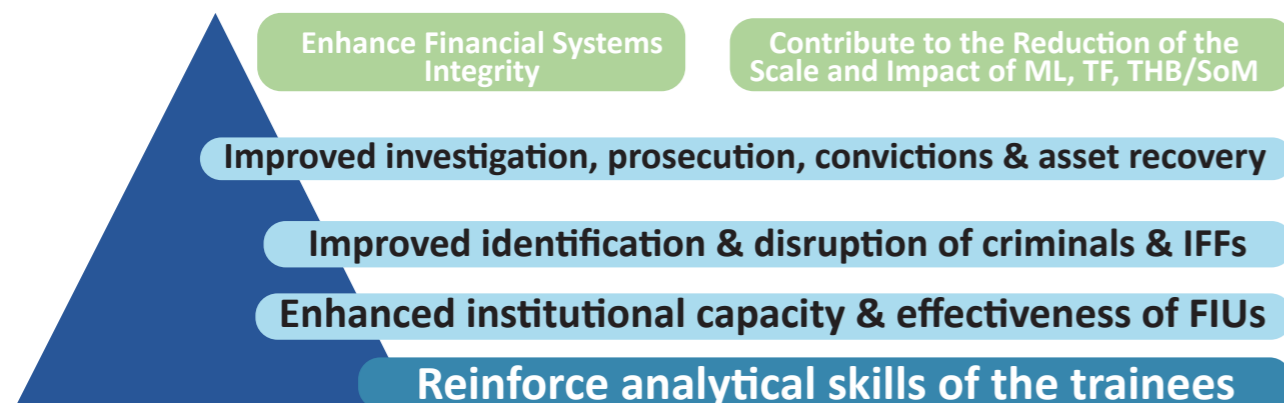 Enhance Financial Systems
Integrity
Contribute to the Reduction of the
Scale and Impact of ML, TF, THB/SoM
Improved investigation, prosecution, convictions & asset recovery
Improved identification & disruption of criminals & IFFs
Enhanced institutional capacity & effectiveness of FIUs
Reinforce analytical skills of the trainees